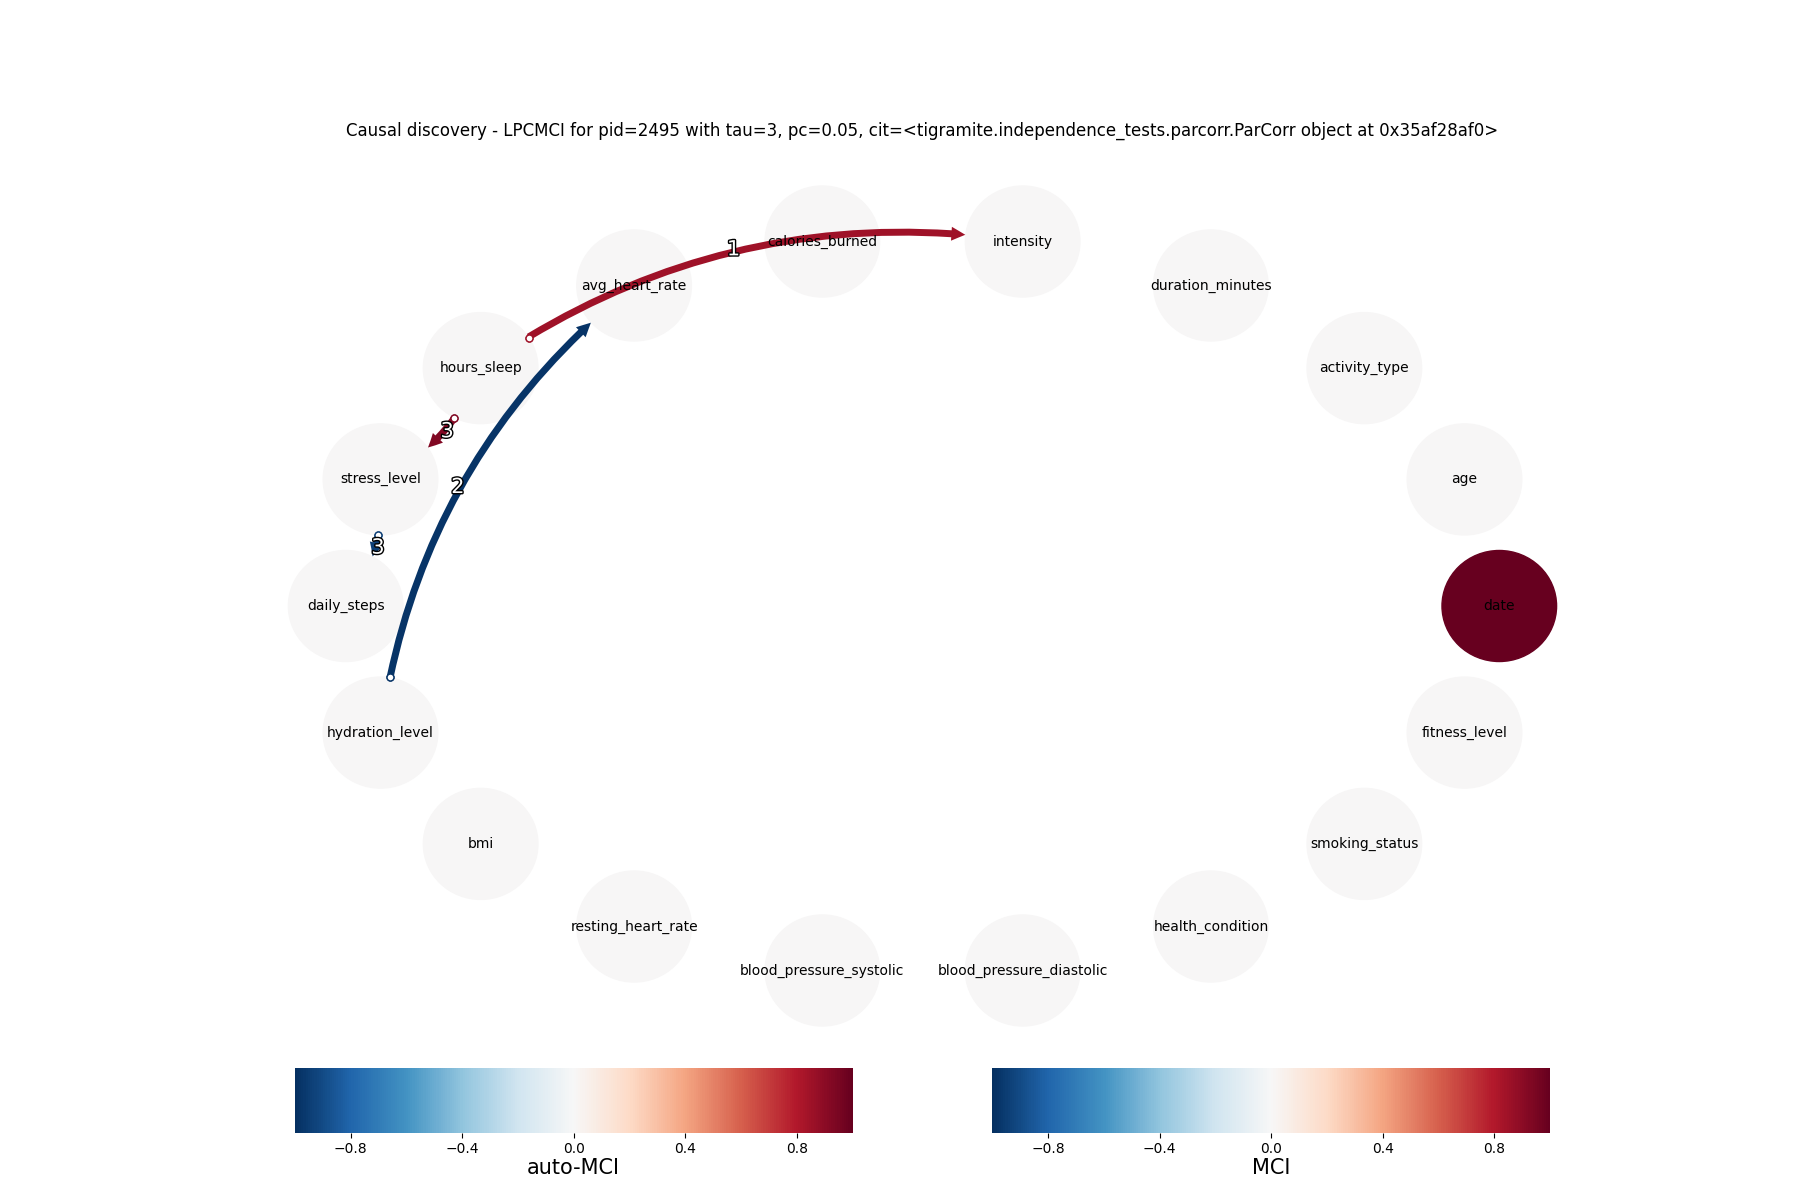 Causal discovery - LPCMCI for pid=2495 with tau=3, pc=0.05, cit=<tigramite.independence_tests.parcorr.ParCorr object at 0x35af28af0>
calories_burned
intensity
1
avg_heart_rate
duration_minutes
hours_sleep
activity_type
3
stress_level
2
age
3
daily_steps
date
hydration_level
fitness_level
bmi
smoking_status
resting_heart_rate
health_condition
blood_pressure_systolic
blood_pressure_diastolic
−0.8 −0.4 0.0 0.4 0.8
auto-MCI
−0.8 −0.4 0.0 0.4 0.8
MCI